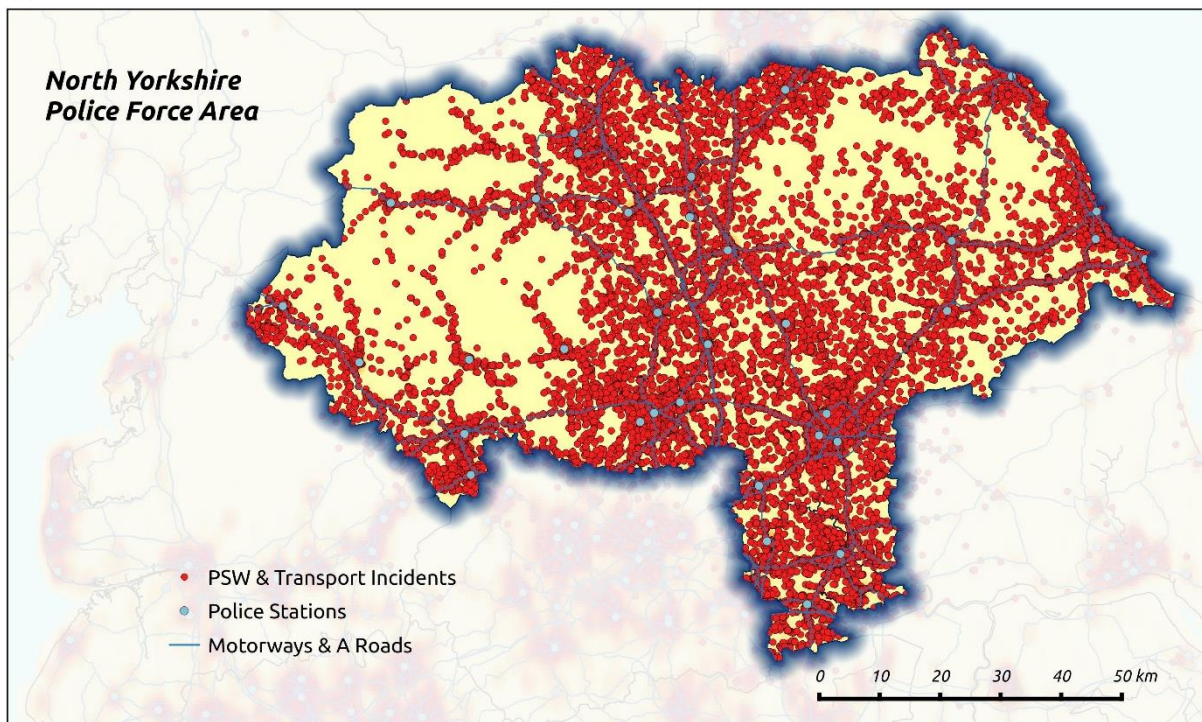 North Yorkshire
Police Force Area
PSW & Transport Incidents
Police Stations
Motorways & A Roads
0 10 20 30 40 50 km